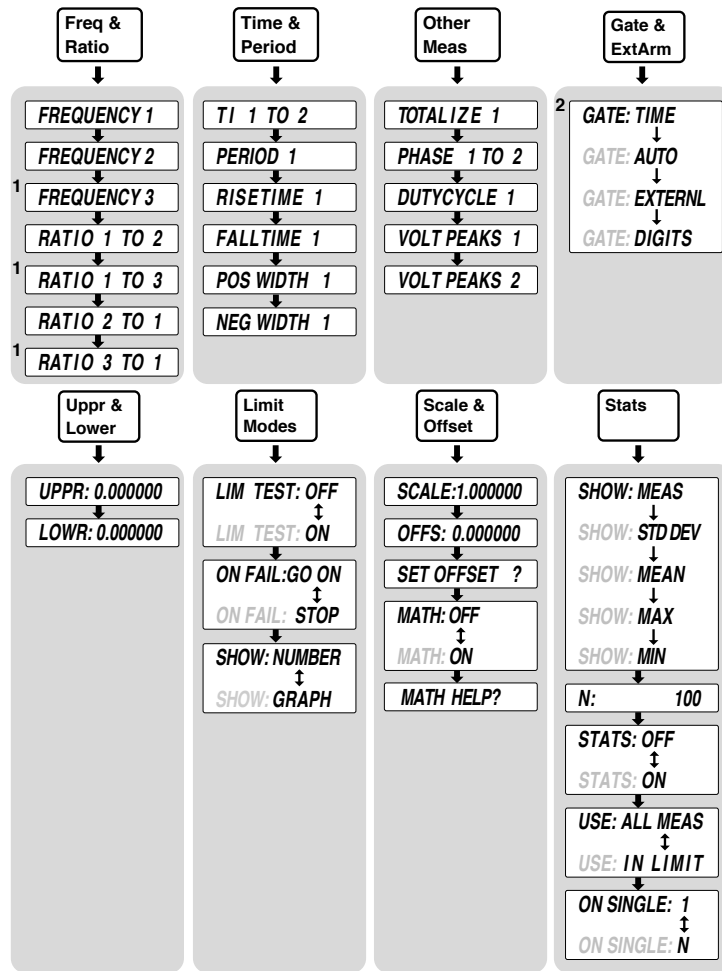 Freq &
Ratio
FREQUENCY 1
FREQUENCY 2
1
FREQUENCY 3
RATIO 1 TO 2
1
RATIO 1 TO 3
RATIO 2 TO 1
1
RATIO 3 TO 1
Time &
Period
TI 1 TO 2
PERIOD 1
RISETIME 1
FALLTIME 1
POS WIDTH 1
NEG WIDTH 1
Other
Meas
TOTALIZE 1
PHASE 1 TO 2
DUTYCYCLE 1
VOLT PEAKS 1
VOLT PEAKS 2
Gate &
ExtArm
2
GATE: TIME
GATE: AUTO
GATE: EXTERNL
GATE: DIGITS
Uppr &
Lower
UPPR: 0.000000
LOWR: 0.000000
Limit
Modes
LIM TEST: OFF
LIM TEST: ON
ON FAIL:GO ON
ON FAIL: STOP
SHOW: NUMBER
SHOW: GRAPH
Scale &
Offset
SCALE:1.000000
OFFS: 0.000000
SET OFFSET ?
MATH: OFF
MATH: ON
MATH HELP?
Stats
SHOW: MEAS
SHOW: STD DEV
SHOW: MEAN
SHOW: MAX
SHOW: MIN
N: 100
STATS: OFF
STATS: ON
USE: ALL MEAS
USE: IN LIMIT
ON SINGLE: 1
ON SINGLE: N